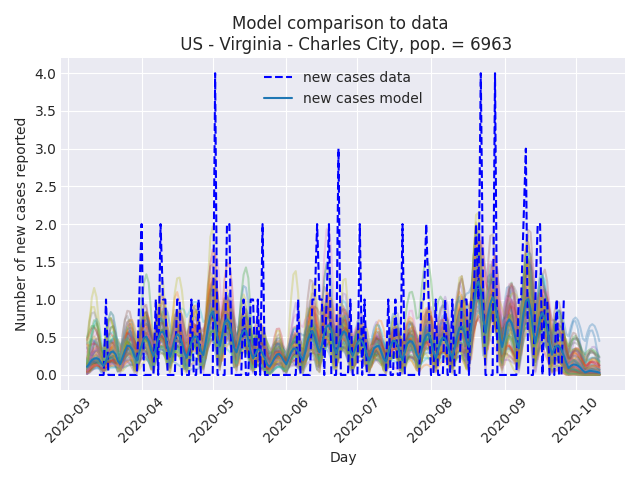 Model comparison to data
US - Virginia - Charles City, pop. = 6963
new cases data
new cases model
Number of new cases reported
4.0
3.5
3.0
2.5
2.0
1.5
1.0
0.5
0.0
2020-03
2020-04
2020-05
2020-06
2020-07
2020-08
2020-09
2020-10
Day